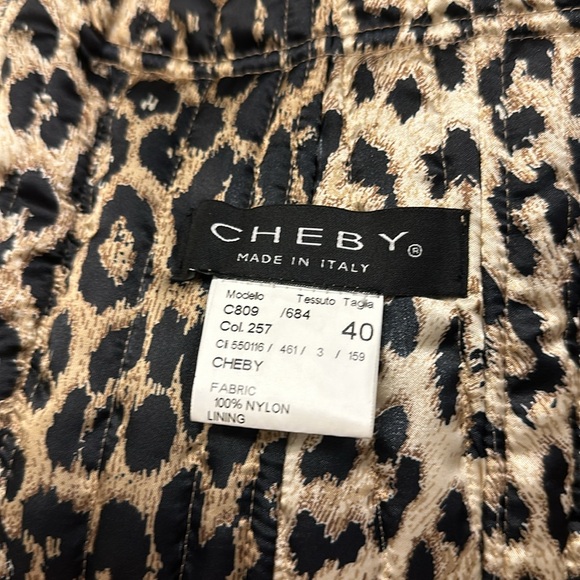 CHEBY®
MADE IN ITALY
Modello Tessuto Taglia
C809 /684 40
Col. 257
Cli 550116 / 461 / 3 / 159
CHEBY
FABRIC
100% NYLON
LINING